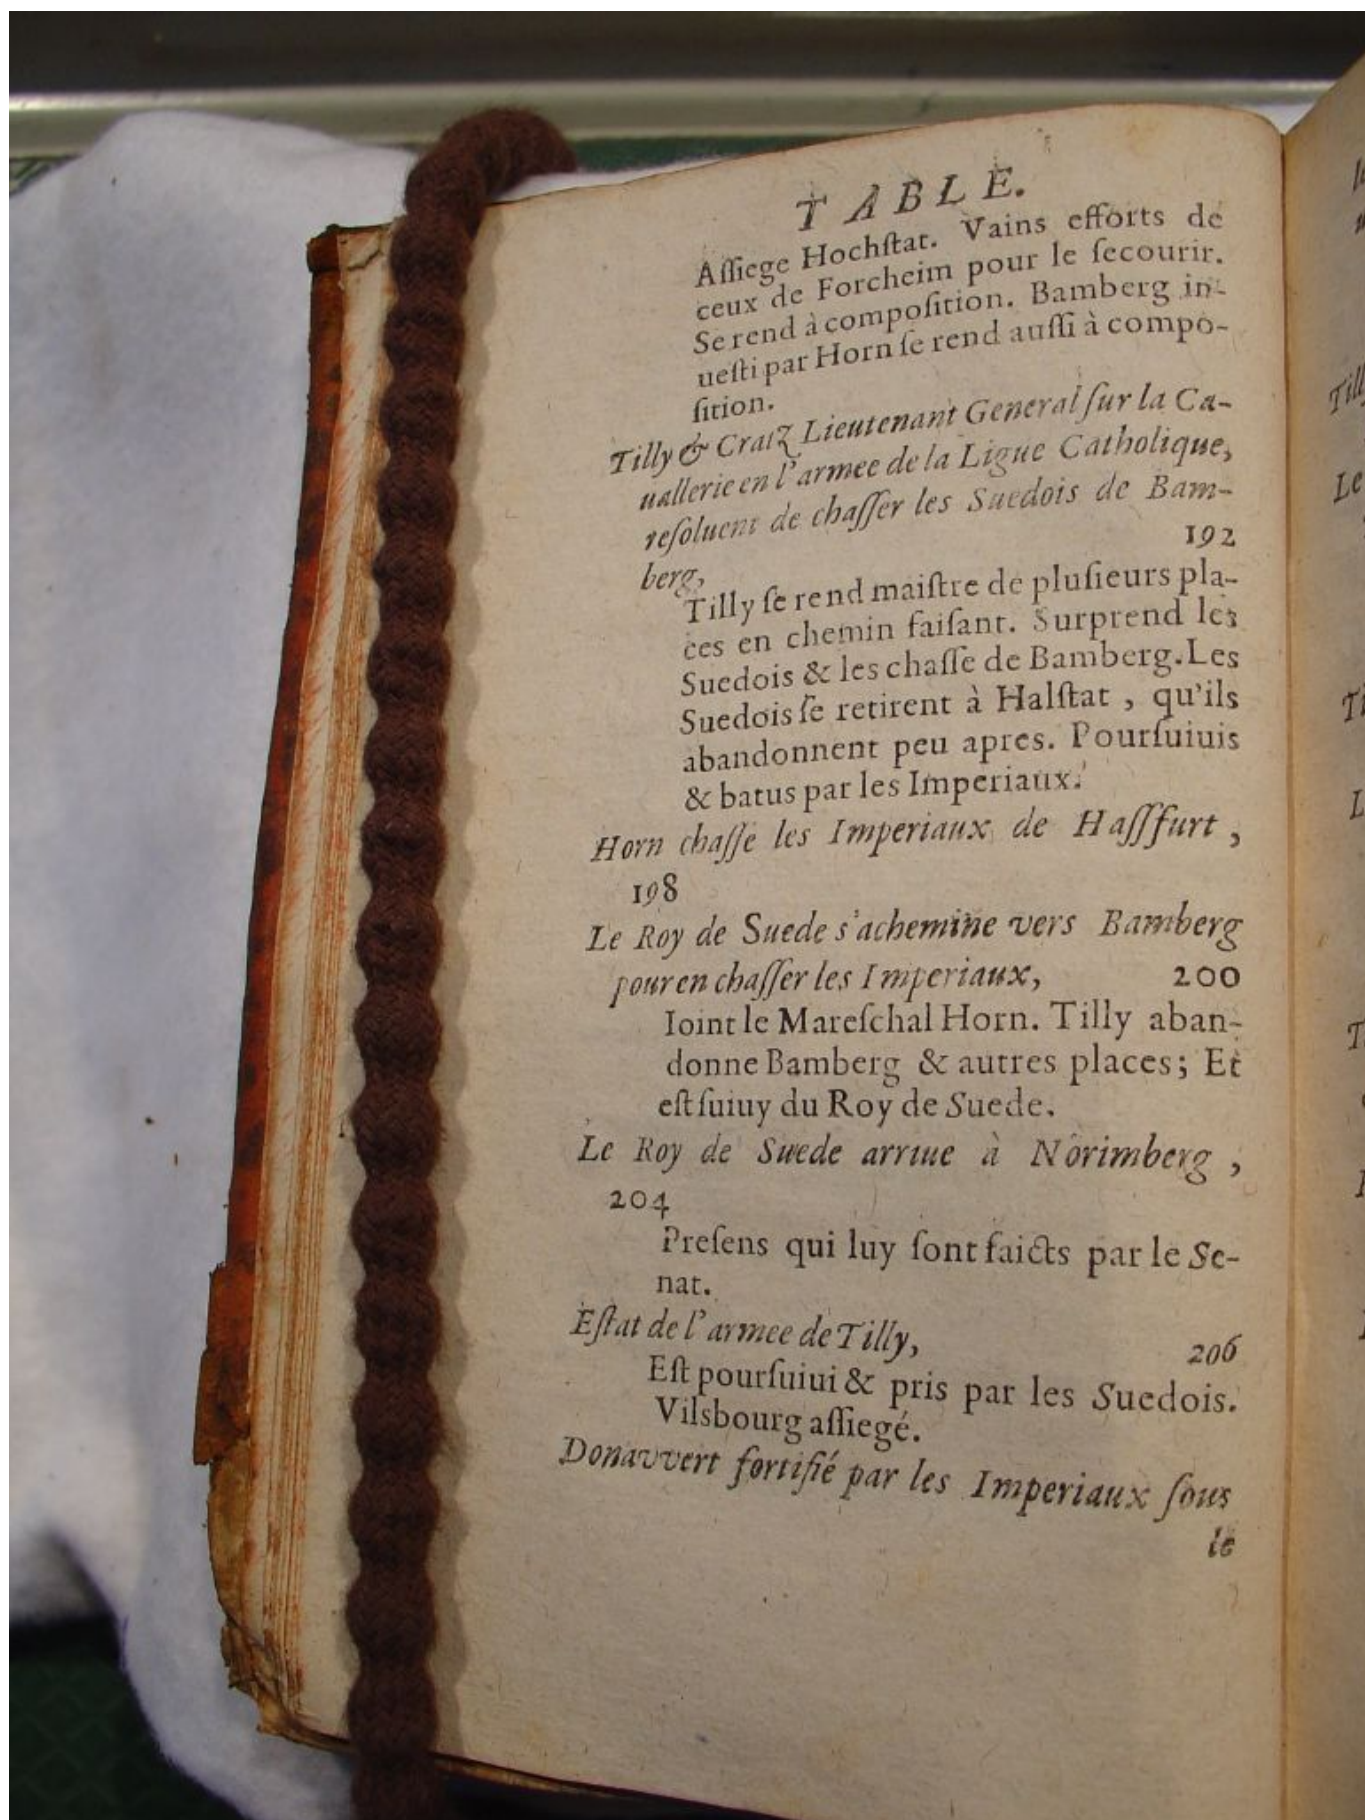 TABLE.
Aſſiege Hochſtat. Vains efforts de
ceux de Forcheim pour le ſecourir.
Se rend à compoſition. Bamberg in-
ueſti par Horn ſe rend auſſi à compo-
ſition.
Tilly & Cratz Lieutenant General ſur la Ca-
uallerie en l'armee de la Ligue Catholique,
reſoluent de chaſſer les Suedois de Bam-
berg, 192
Tilly ſe rend maiſtre de pluſieurs pla-
ces en chemin faiſant. Surprend les
Suedois & les chaſſe de Bamberg. Les
Suedois ſe retirent à Halſtat , qu'ils
abandonnent peu apres. Pourſuiuis
& batus par les Imperiaux.
Horn chaſſe les Imperiaux de Haſſfurt ,
198
Le Roy de Suede s'achemine vers Bamberg
pour en chaſſer les Imperiaux, 200
Ioint le Mareſchal Horn. Tilly aban-
donne Bamberg & autres places; Et
eſt ſuiuy du Roy de Suede.
Le Roy de Suede arriue à Norimberg ,
204
Preſens qui luy ſont faicts par le Se-
nat.
Eſtat de l'armee de Tilly, 206
Eſt pourſuiui & pris par les Suedois.
Vilsbourg aſſiegé.
Donavvert fortifié par les Imperiaux ſous
le